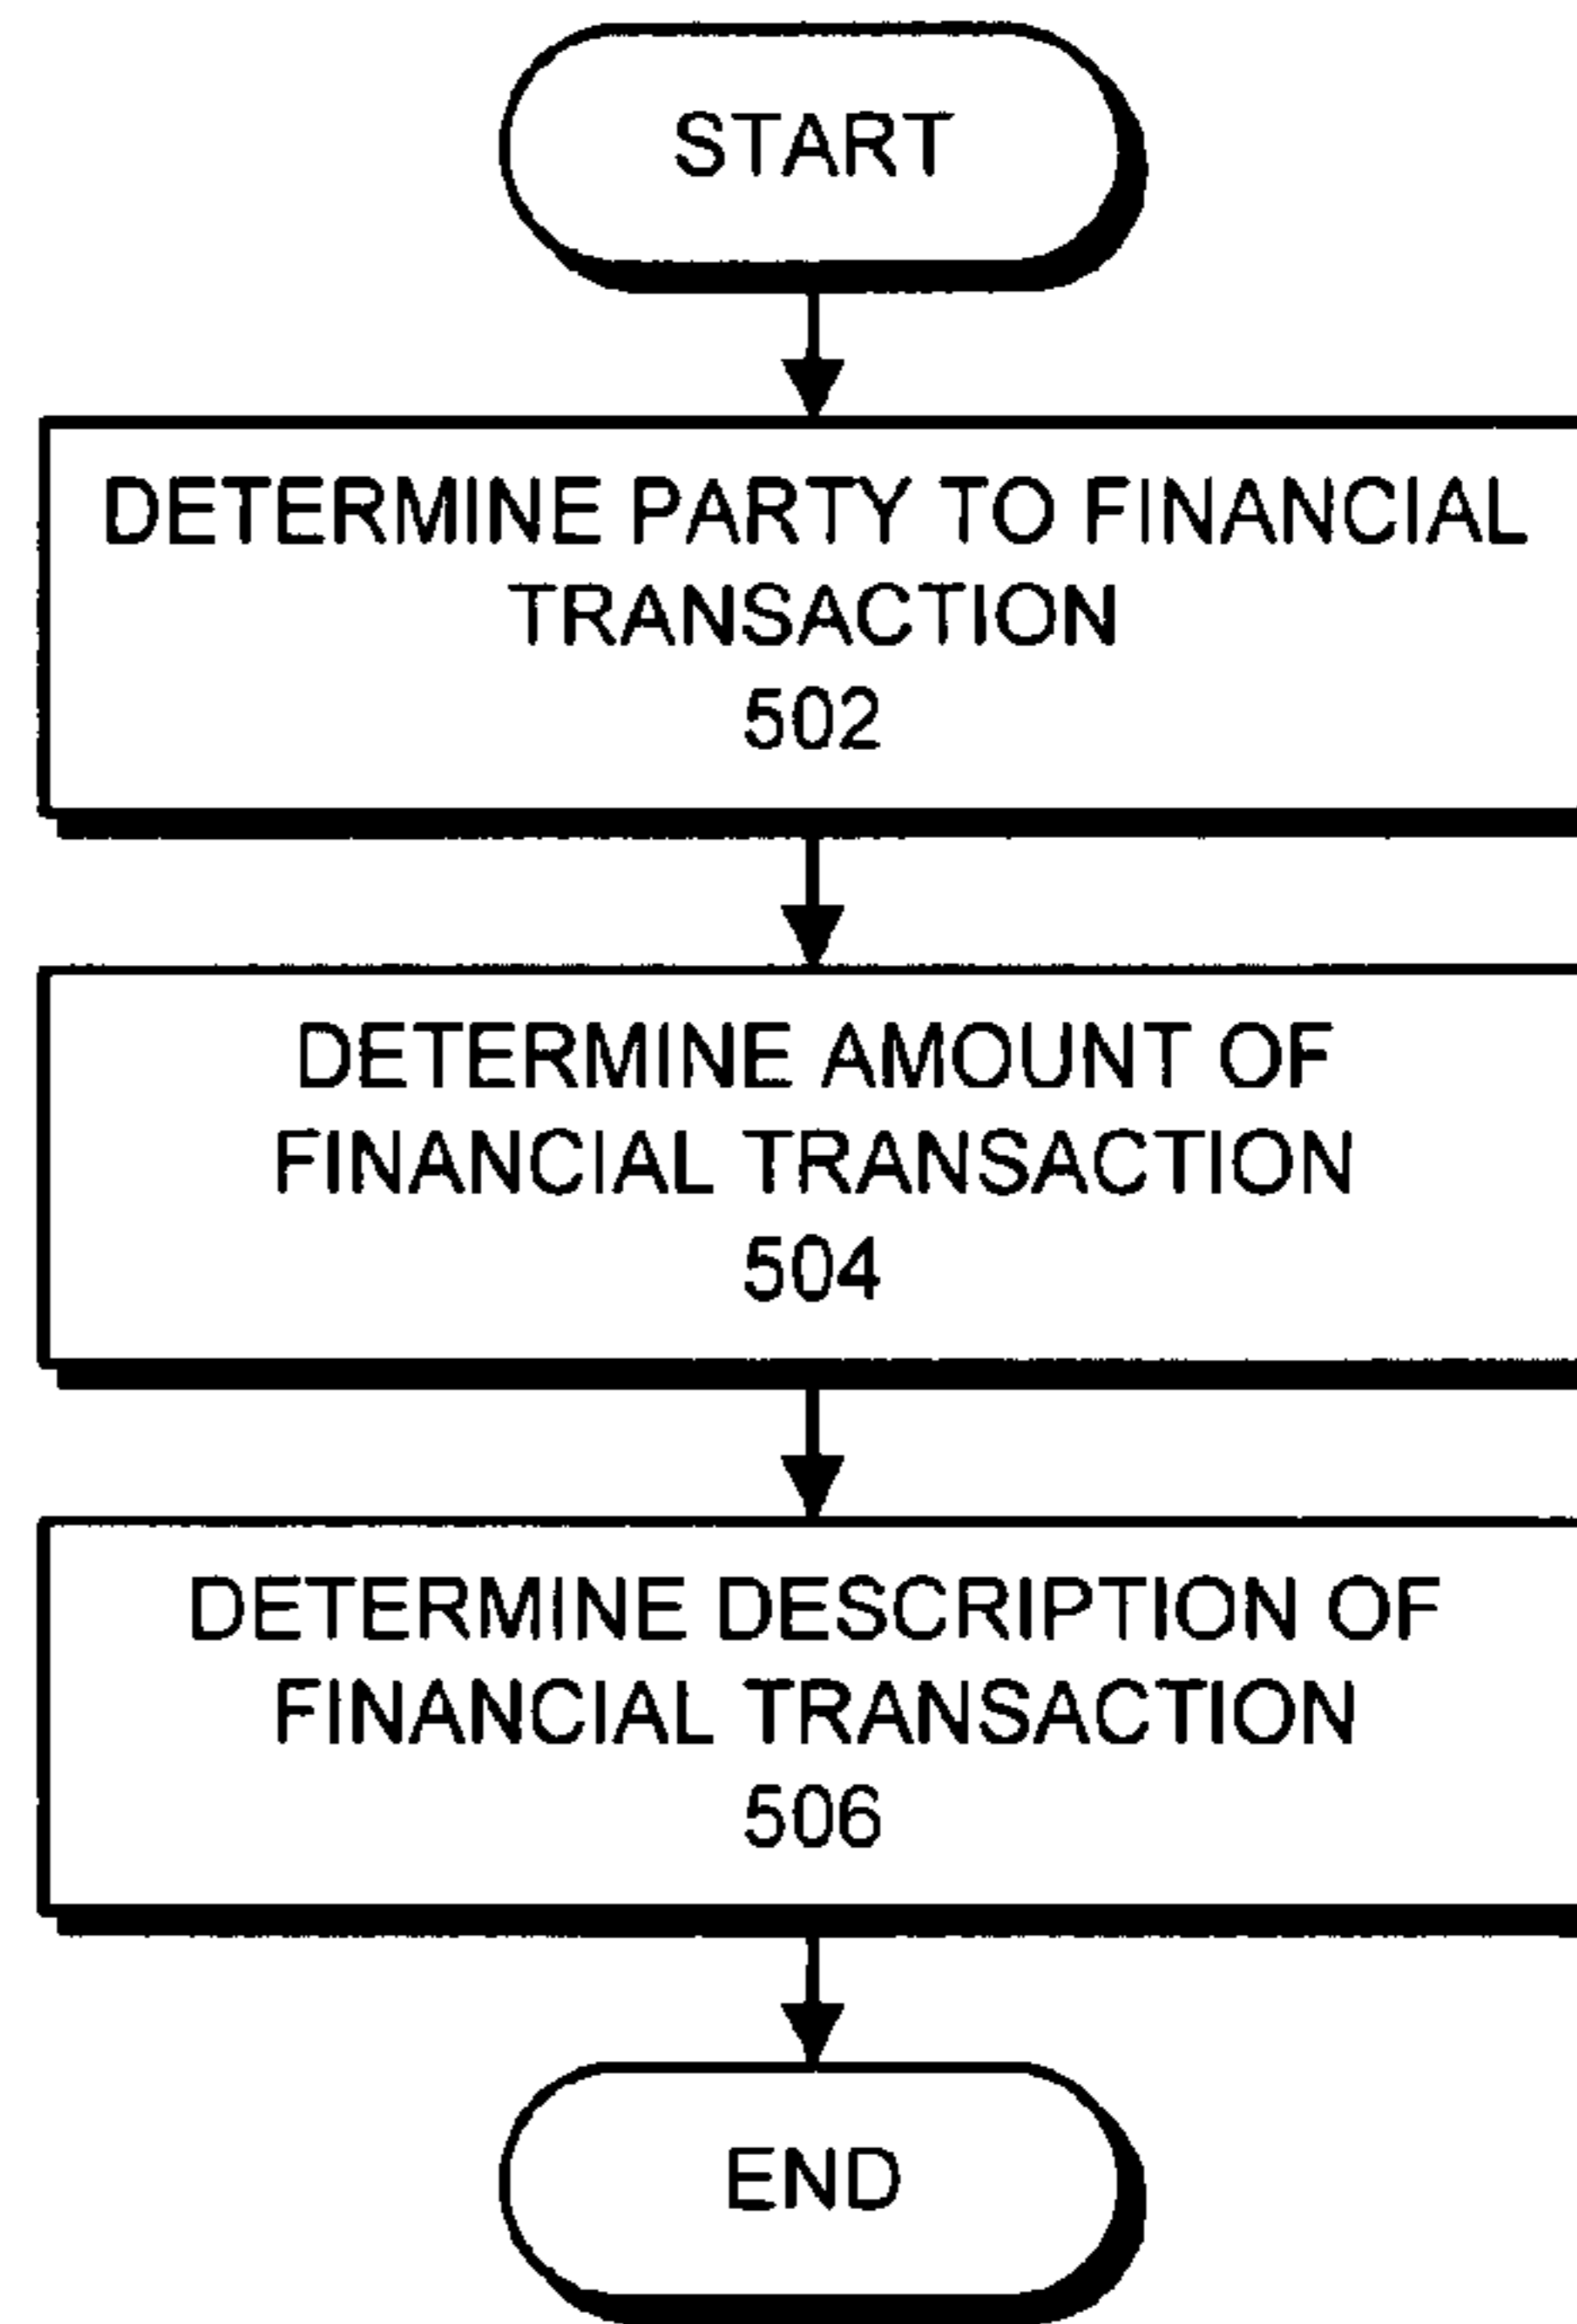 START
DETERMINE PARTY TO FINANCIAL
TRANSACTION
502
DETERMINE AMOUNT OF
FINANCIAL TRANSACTION
504
DETERMINE DESCRIPTION OF
FINANCIAL TRANSACTION
506
END